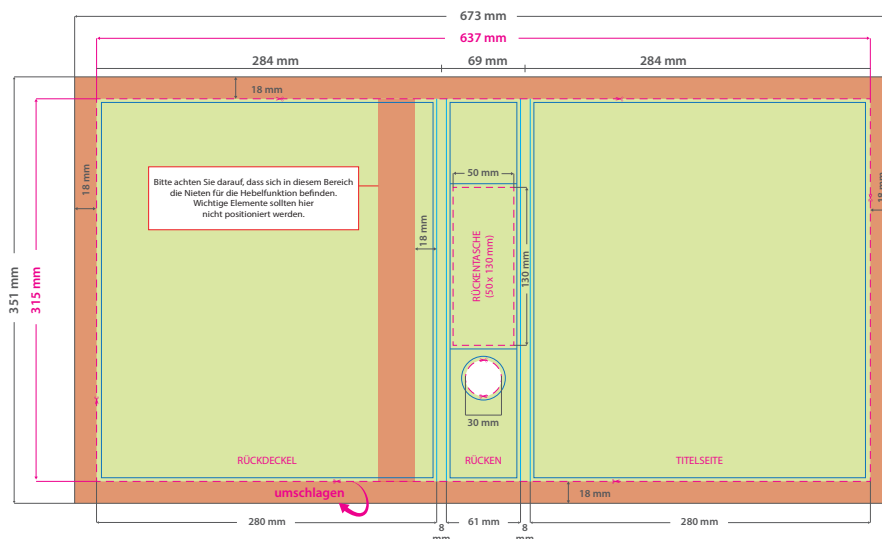 673 mm
637 mm
284 mm
69 mm
284 mm
18 mm
18 mm
18 mm
351 mm
315 mm
Bitte achten Sie darauf, dass sich in diesem Bereich
die Nieten für die Hebelfunktion befinden.
Wichtige Elemente sollten hier
nicht positioniert werden.
50 mm
18 mm
RÜCKENTASCHE
(50 x 130 mm)
130 mm
30 mm
RÜCKDECKEL
RÜCKEN
TITELSEITE
umschlagen
18 mm
280 mm
8
mm
61 mm
8
mm
280 mm